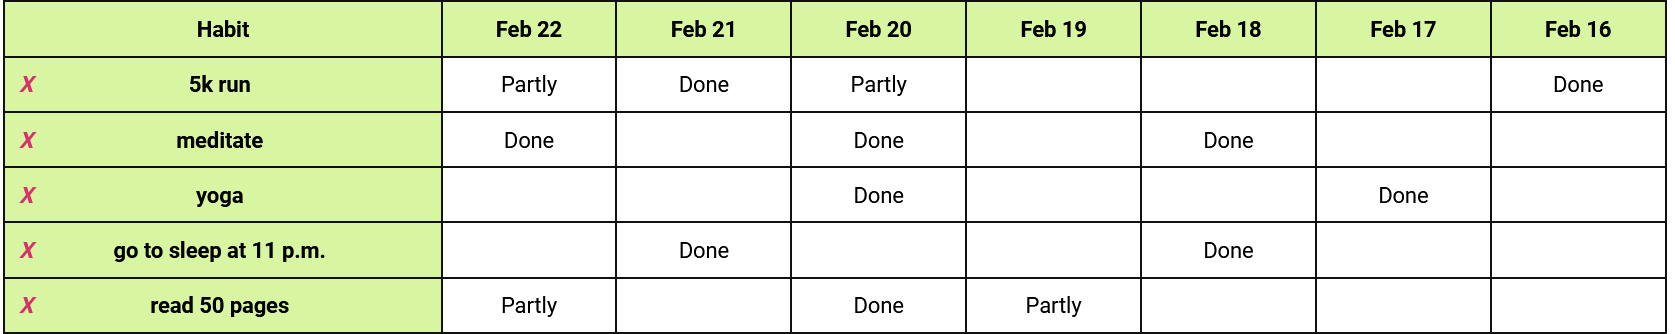 Habit Feb 22 Feb 21 Feb 20 Feb 19 Feb 18 Feb 17 Feb 16
X 5k run Partly Done Partly Done
X meditate Done Done Done
X yoga Done Done
X go to sleep at 11 p.m. Done Done
X read 50 pages Partly Done Partly